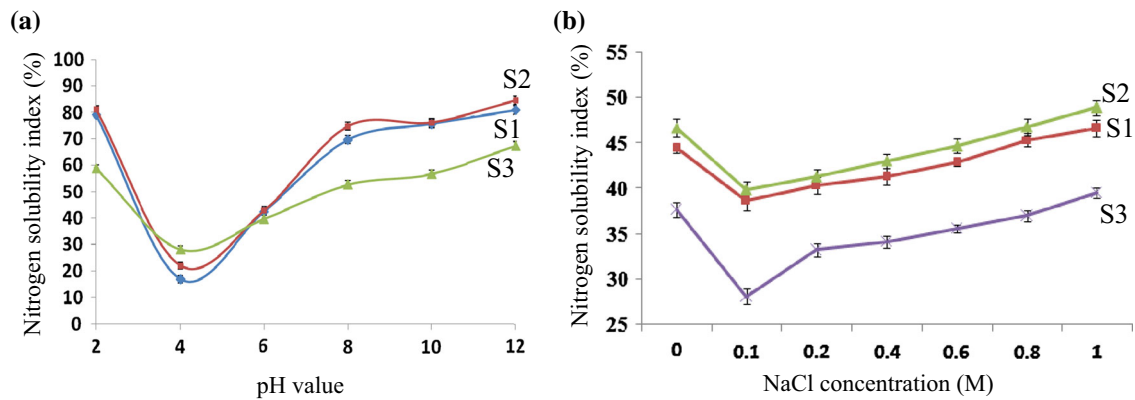 (a)
Nitrogen solubility index (%)
100
90
80
70
60
50
40
30
20
10
0
2 4 6 8 10 12
pH value
S2
S1
S3
(b)
Nitrogen solubility index (%)
55
50
45
40
35
30
25
0 0.1 0.2 0.4 0.6 0.8 1
NaCl concentration (M)
S2
S1
S3